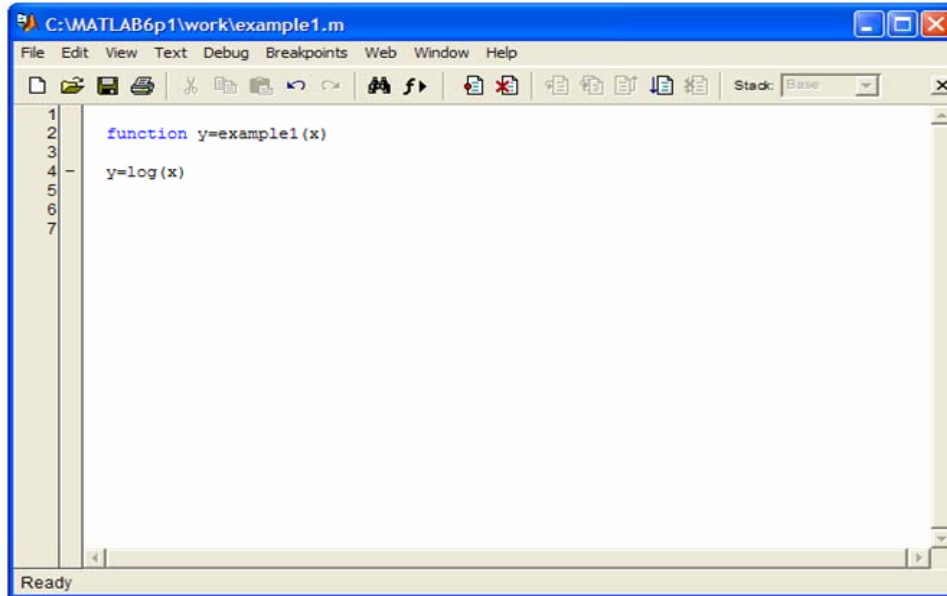 C:\MATLAB6p1\work\example1.m
File Edit View Text Debug Breakpoints Web Window Help
Stack: Base
1
2 function y=example1(x)
3
4 - y=log(x)
5
6
7
Ready